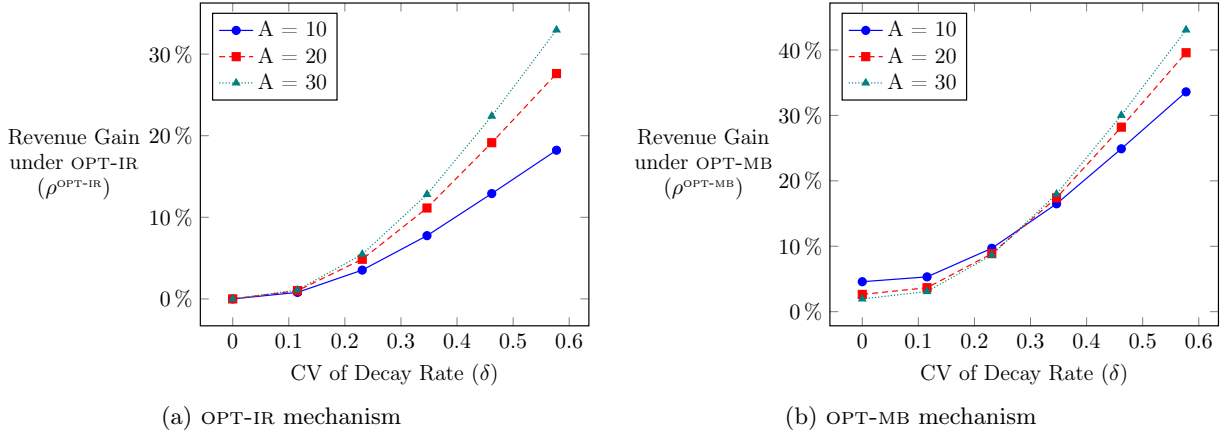 30 %
20 %
10 %
0 %
Revenue Gain
under OPT-IR
(ρ^OPT-IR)
A = 10
A = 20
A = 30
0 0.1 0.2 0.3 0.4 0.5 0.6
CV of Decay Rate (δ)
(a) OPT-IR mechanism
40 %
30 %
20 %
10 %
0 %
Revenue Gain
under OPT-MB
(ρ^OPT-MB)
A = 10
A = 20
A = 30
0 0.1 0.2 0.3 0.4 0.5 0.6
CV of Decay Rate (δ)
(b) OPT-MB mechanism